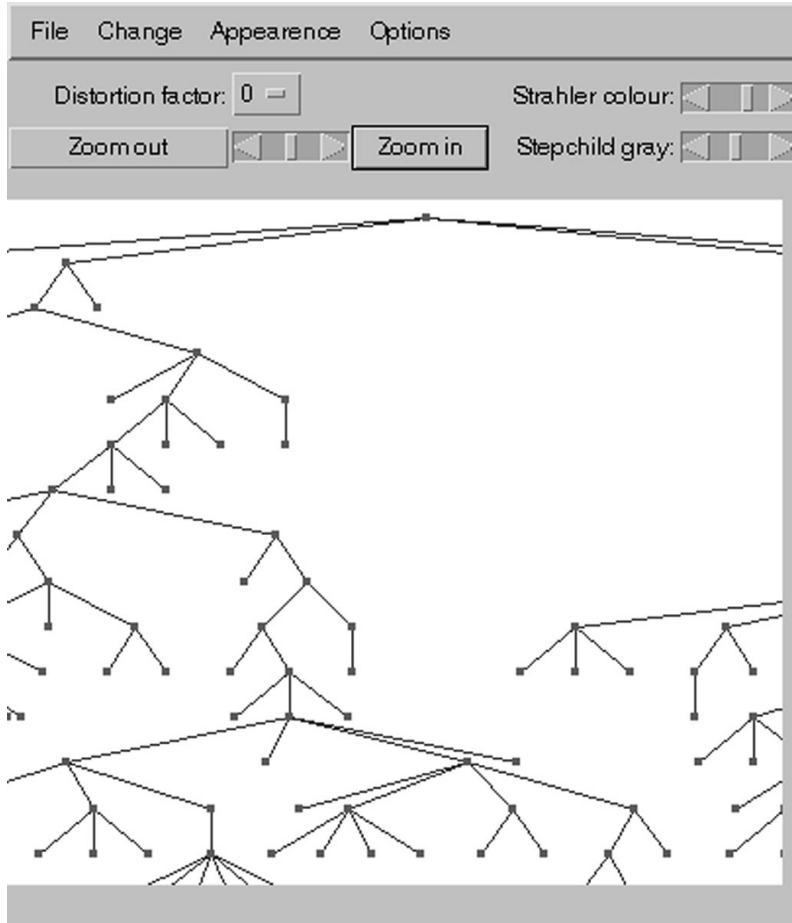 File Change Appearence Options
Distortion factor: 0 Strahler colour:
Zoom out Zoom in Stepchild gray: